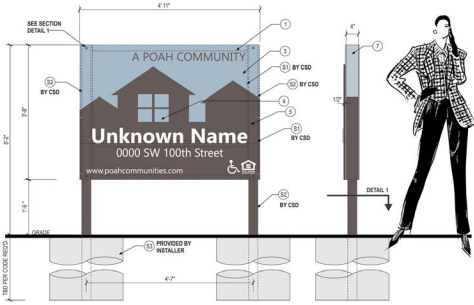 4' 11"
SEE SECTION
DETAIL 1
1
4"
A POAH COMMUNITY
3
7
S1 BY CSD
S2
BY CSD
S2
BY CSD
4
1/2"
5
3'-8"
5'-2"
Unknown Name
S1
BY CSD
0000 SW 100th Street
www.poahcommunities.com
DETAIL 1
S2
BY CSD
1'-6"
GRADE
S3 PROVIDED BY
INSTALLER
4'-7"
TBD PER CODE REQ'D.